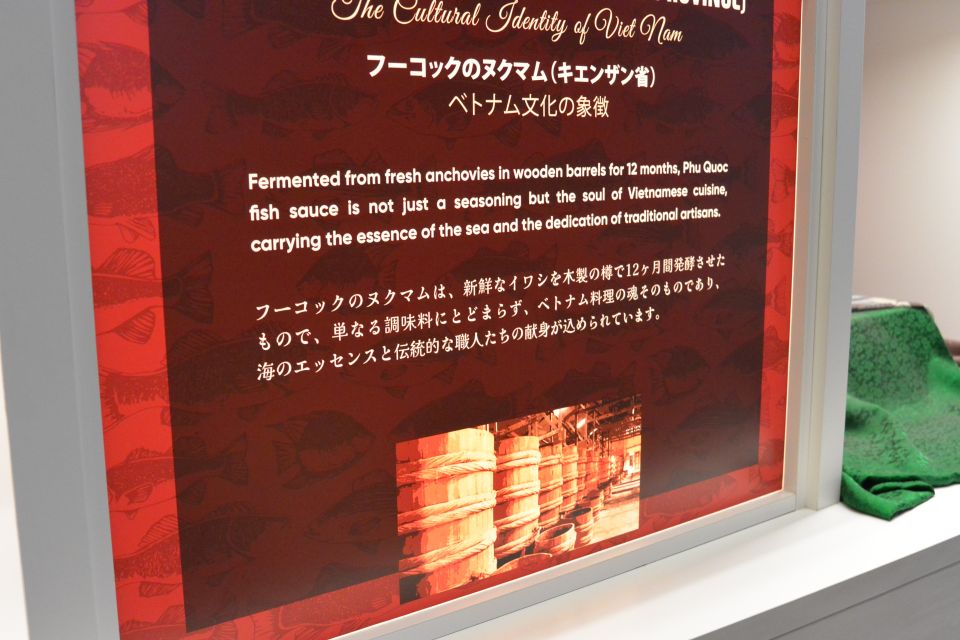 PROVINCE)
The Cultural Identity of Viet Nam
フーコックのヌクマム（キエンザン省）
ベトナム文化の象徴
Fermented from fresh anchovies in wooden barrels for 12 months, Phu Quoc
fish sauce is not just a seasoning but the soul of Vietnamese cuisine,
carrying the essence of the sea and the dedication of traditional artisans.
フーコックのヌクマムは、新鮮なイワシを木製の樽で12ヶ月間発酵させた
もので、単なる調味料にとどまらず、ベトナム料理の魂そのものであり、
海のエッセンスと伝統的な職人たちの献身が込められています。